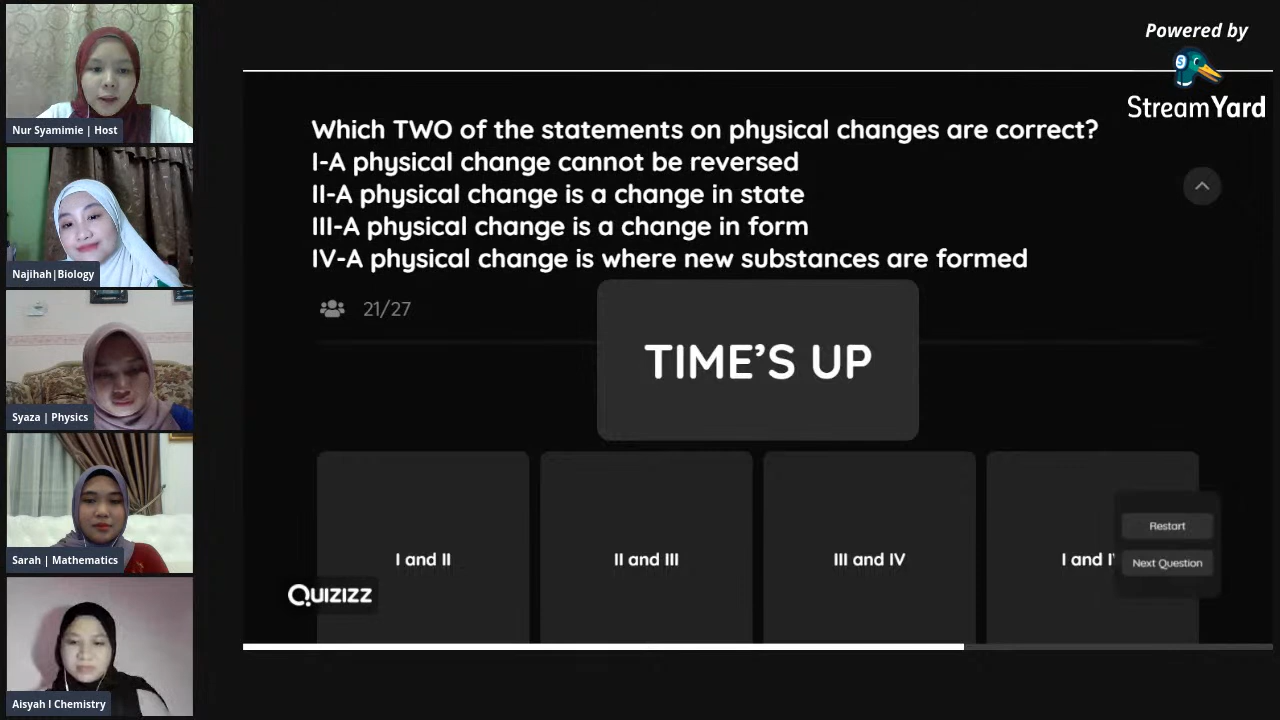 Nur Syamimie | Host
Najihah|Biology
Syaza | Physics
Sarah | Mathematics
Aisyah l Chemistry
Powered by
StreamYard
Which TWO of the statements on physical changes are correct?
I-A physical change cannot be reversed
II-A physical change is a change in state
III-A physical change is a change in form
IV-A physical change is where new substances are formed
21/27
TIME'S UP
I and II
II and III
III and IV
I and
Restart
Next Question
QUIZIZZ